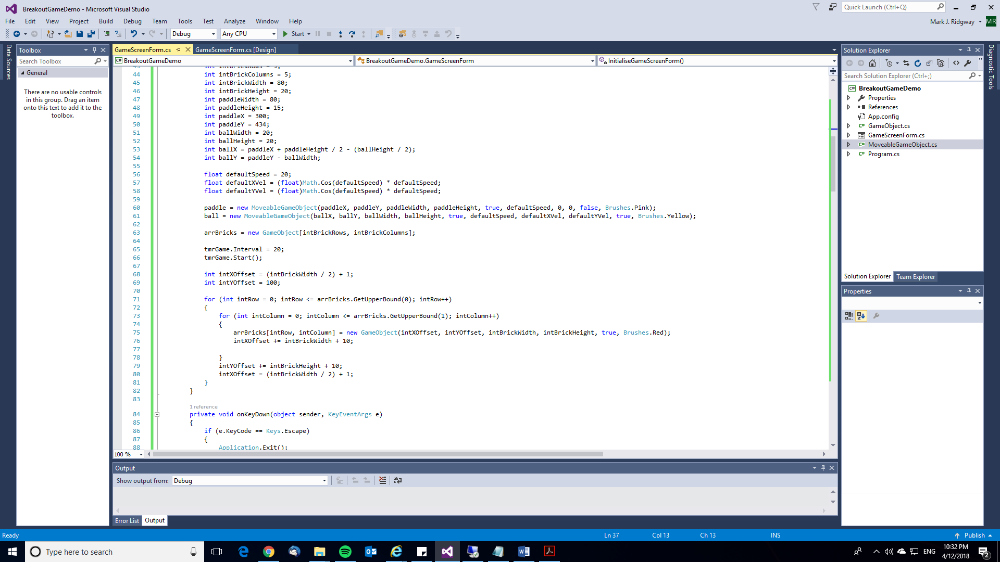 BreakoutGameDemo - Microsoft Visual Studio
Quick Launch (Ctrl+Q)
File Edit View Project Build Debug Team Tools Test Analyze Window Help
Mark J. Ridgway MR
Debug Any CPU Start
Data Sources
Toolbox
Search Toolbox
General
There are no usable controls
in this group. Drag an item
onto this text to add it to the
toolbox.
GameScreenForm.cs GameScreenForm.cs [Design]
C# BreakoutGameDemo BreakoutGameDemo.GameScreenForm InitialiseGameScreenForm()
43 int intBrickRows = 5;
44 int intBrickColumns = 5;
45 int intBrickWidth = 80;
46 int intBrickHeight = 20;
47 int paddleWidth = 80;
48 int paddleHeight = 15;
49 int paddleX = 300;
50 int paddleY = 434;
51 int ballWidth = 20;
52 int ballHeight = 20;
53 int ballX = paddleX + paddleHeight / 2 - (ballHeight / 2);
54 int ballY = paddleY - ballWidth;
55
56 float defaultSpeed = 20;
57 float defaultXVel = (float)Math.Cos(defaultSpeed) * defaultSpeed;
58 float defaultYVel = (float)Math.Cos(defaultSpeed) * defaultSpeed;
59
60 paddle = new MoveableGameObject(paddleX, paddleY, paddleWidth, paddleHeight, true, defaultSpeed, 0, 0, false, Brushes.Pink);
61 ball = new MoveableGameObject(ballX, ballY, ballWidth, ballHeight, true, defaultSpeed, defaultXVel, defaultYVel, true, Brushes.Yellow);
62
63 arrBricks = new GameObject[intBrickRows, intBrickColumns];
64
65 tmrGame.Interval = 20;
66 tmrGame.Start();
67
68 int intXOffset = (intBrickWidth / 2) + 1;
69 int intYOffset = 100;
70
71 for (int intRow = 0; intRow <= arrBricks.GetUpperBound(0); intRow++)
72 {
73 for (int intColumn = 0; intColumn <= arrBricks.GetUpperBound(1); intColumn++)
74 {
75 arrBricks[intRow, intColumn] = new GameObject(intXOffset, intYOffset, intBrickWidth, intBrickHeight, true, Brushes.Red);
76 intXOffset += intBrickWidth + 10;
77
78 }
79 intYOffset += intBrickHeight + 10;
80 intXOffset = (intBrickWidth / 2) + 1;
81 }
82 }
83
1 reference
84 private void onKeyDown(object sender, KeyEventArgs e)
85 {
86 if (e.KeyCode == Keys.Escape)
87 {
88 Application.Exit();
100 %
Output
Show output from: Debug
Error List Output
Solution Explorer
Search Solution Explorer (Ctrl+;)
C# BreakoutGameDemo
Properties
References
App.config
C# GameObject.cs
GameScreenForm.cs
C# MoveableGameObject.cs
C# Program.cs
Solution Explorer Team Explorer
Properties
Diagnostic Tools
Ready Ln 37 Col 13 Ch 13 INS Publish
Type here to search
ENG 10:32 PM
4/12/2018
2